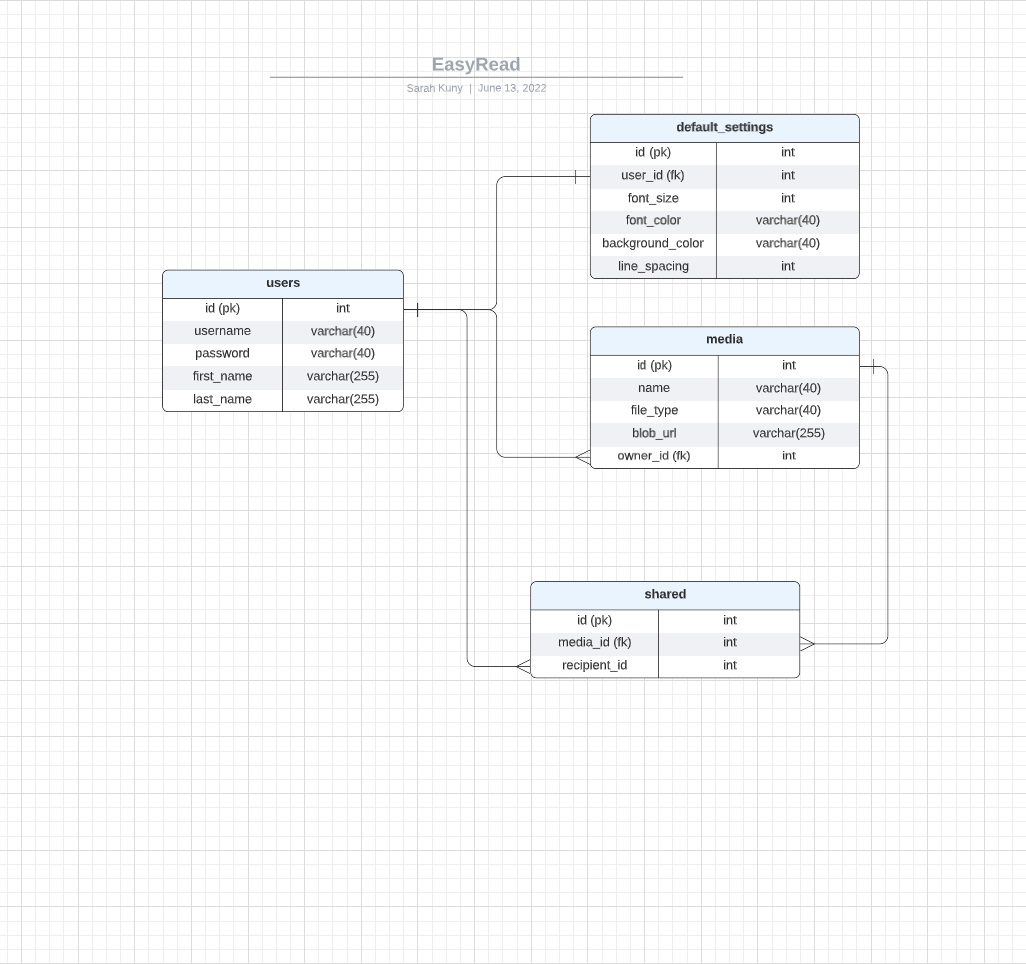 EasyRead
Sarah Kuny | June 13, 2022
default_settings
id (pk) int
user_id (fk) int
font_size int
font_color varchar(40)
background_color varchar(40)
line_spacing int
users
id (pk) int
username varchar(40)
password varchar(40)
first_name varchar(255)
last_name varchar(255)
media
id (pk) int
name varchar(40)
file_type varchar(40)
blob_url varchar(255)
owner_id (fk) int
shared
id (pk) int
media_id (fk) int
recipient_id int